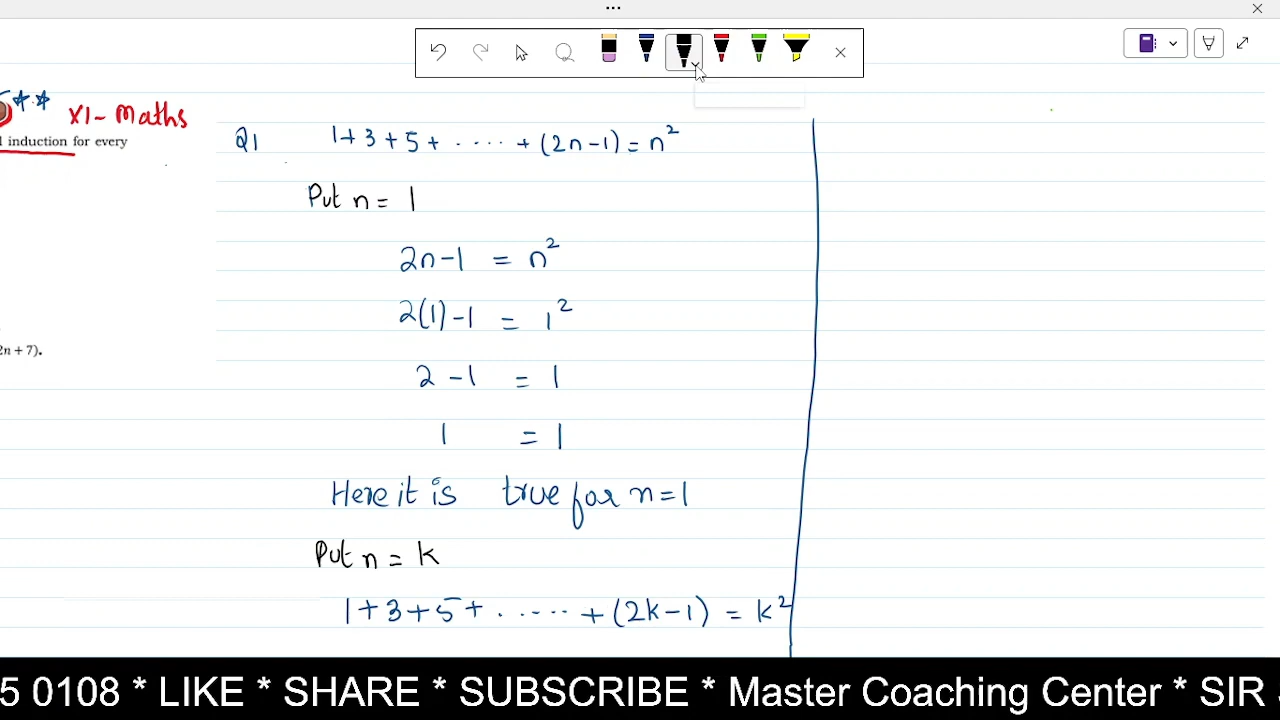 XI- Maths
induction for every
Q1 1+3+5+.....+(2n-1)=n²
Put n = 1
2n-1 = n²
2(1)-1 = 1²
2-1 = 1
1 = 1
Here it is true for n=1
2n + 7).
Put n = k
1+3+5+......+(2k-1) = k²
5 0108 * LIKE * SHARE * SUBSCRIBE * Master Coaching Center * SIR